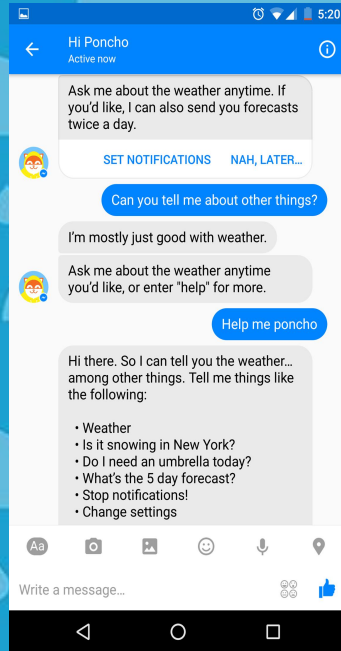 5:20
Hi Poncho
Active now
Ask me about the weather anytime. If
you'd like, I can also send you forecasts
twice a day.
SET NOTIFICATIONS NAH, LATER...
Can you tell me about other things?
I'm mostly just good with weather.
Ask me about the weather anytime
you'd like, or enter "help" for more.
Help me poncho
Hi there. So I can tell you the weather...
among other things. Tell me things like
the following:
• Weather
• Is it snowing in New York?
• Do I need an umbrella today?
• What's the 5 day forecast?
• Stop notifications!
• Change settings
Aa
Write a message...